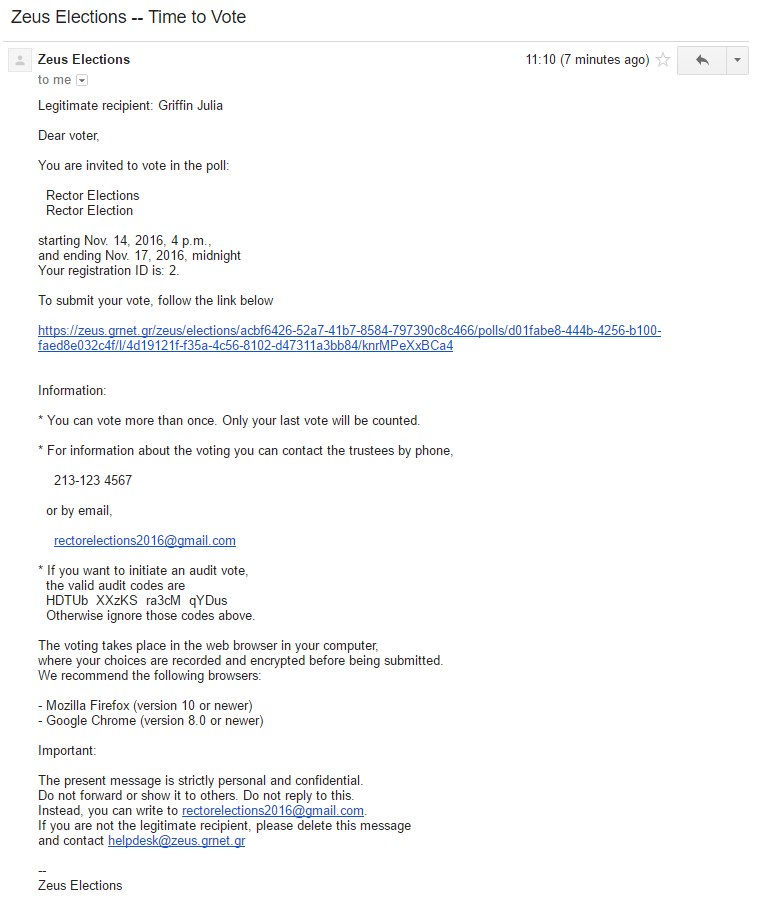 Zeus Elections -- Time to Vote
Zeus Elections
11:10 (7 minutes ago)
to me
Legitimate recipient: Griffin Julia
Dear voter,
You are invited to vote in the poll:
Rector Elections
Rector Election
starting Nov. 14, 2016, 4 p.m.,
and ending Nov. 17, 2016, midnight
Your registration ID is: 2.
To submit your vote, follow the link below
https://zeus.grnet.gr/zeus/elections/acbf6426-52a7-41b7-8584-797390c8c466/polls/d01fabe8-444b-4256-b100-
faed8e032c4f/l/4d19121f-f35a-4c56-8102-d47311a3bb84/knrMPeXxBCa4
Information:
* You can vote more than once. Only your last vote will be counted.
* For information about the voting you can contact the trustees by phone,
213-123 4567
or by email,
rectorelections2016@gmail.com
* If you want to initiate an audit vote,
the valid audit codes are
HDTUb XXzKS ra3cM qYDus
Otherwise ignore those codes above.
The voting takes place in the web browser in your computer,
where your choices are recorded and encrypted before being submitted.
We recommend the following browsers:
- Mozilla Firefox (version 10 or newer)
- Google Chrome (version 8.0 or newer)
Important:
The present message is strictly personal and confidential.
Do not forward or show it to others. Do not reply to this.
Instead, you can write to rectorelections2016@gmail.com.
If you are not the legitimate recipient, please delete this message
and contact helpdesk@zeus.grnet.gr
--
Zeus Elections